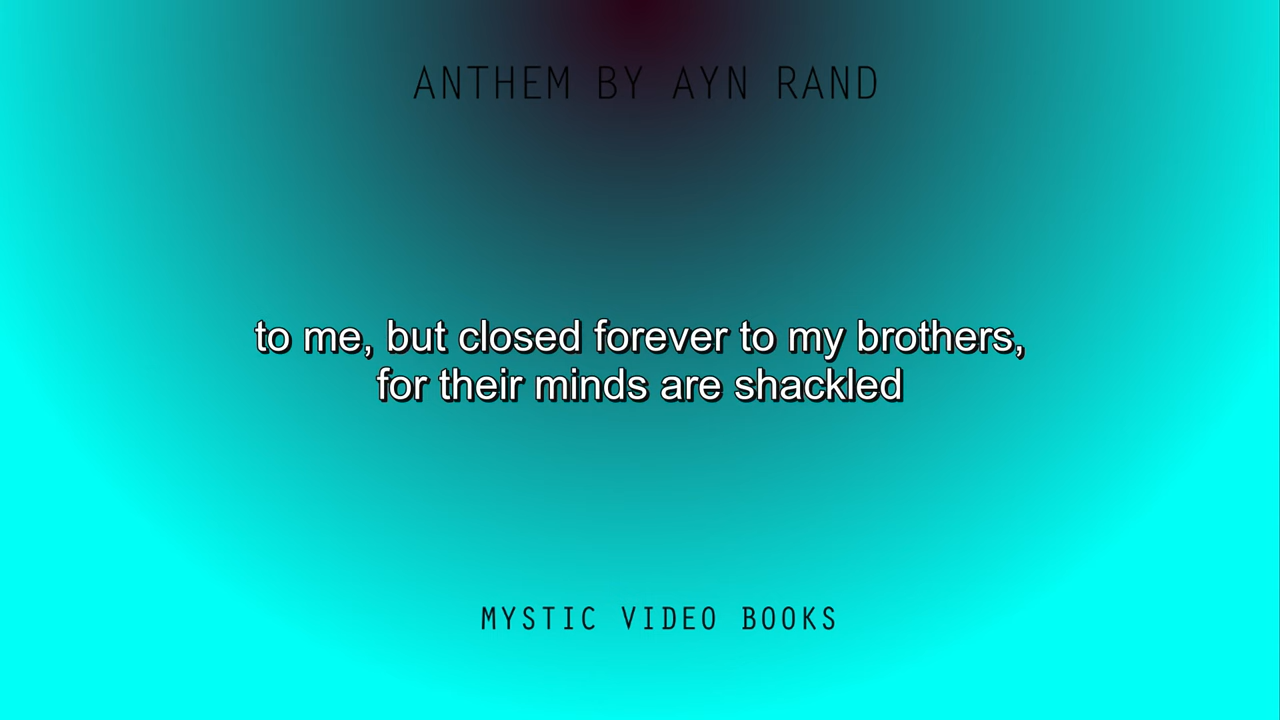 ANTHEM BY AYN RAND
to me, but closed forever to my brothers,
for their minds are shackled
MYSTIC VIDEO BOOKS